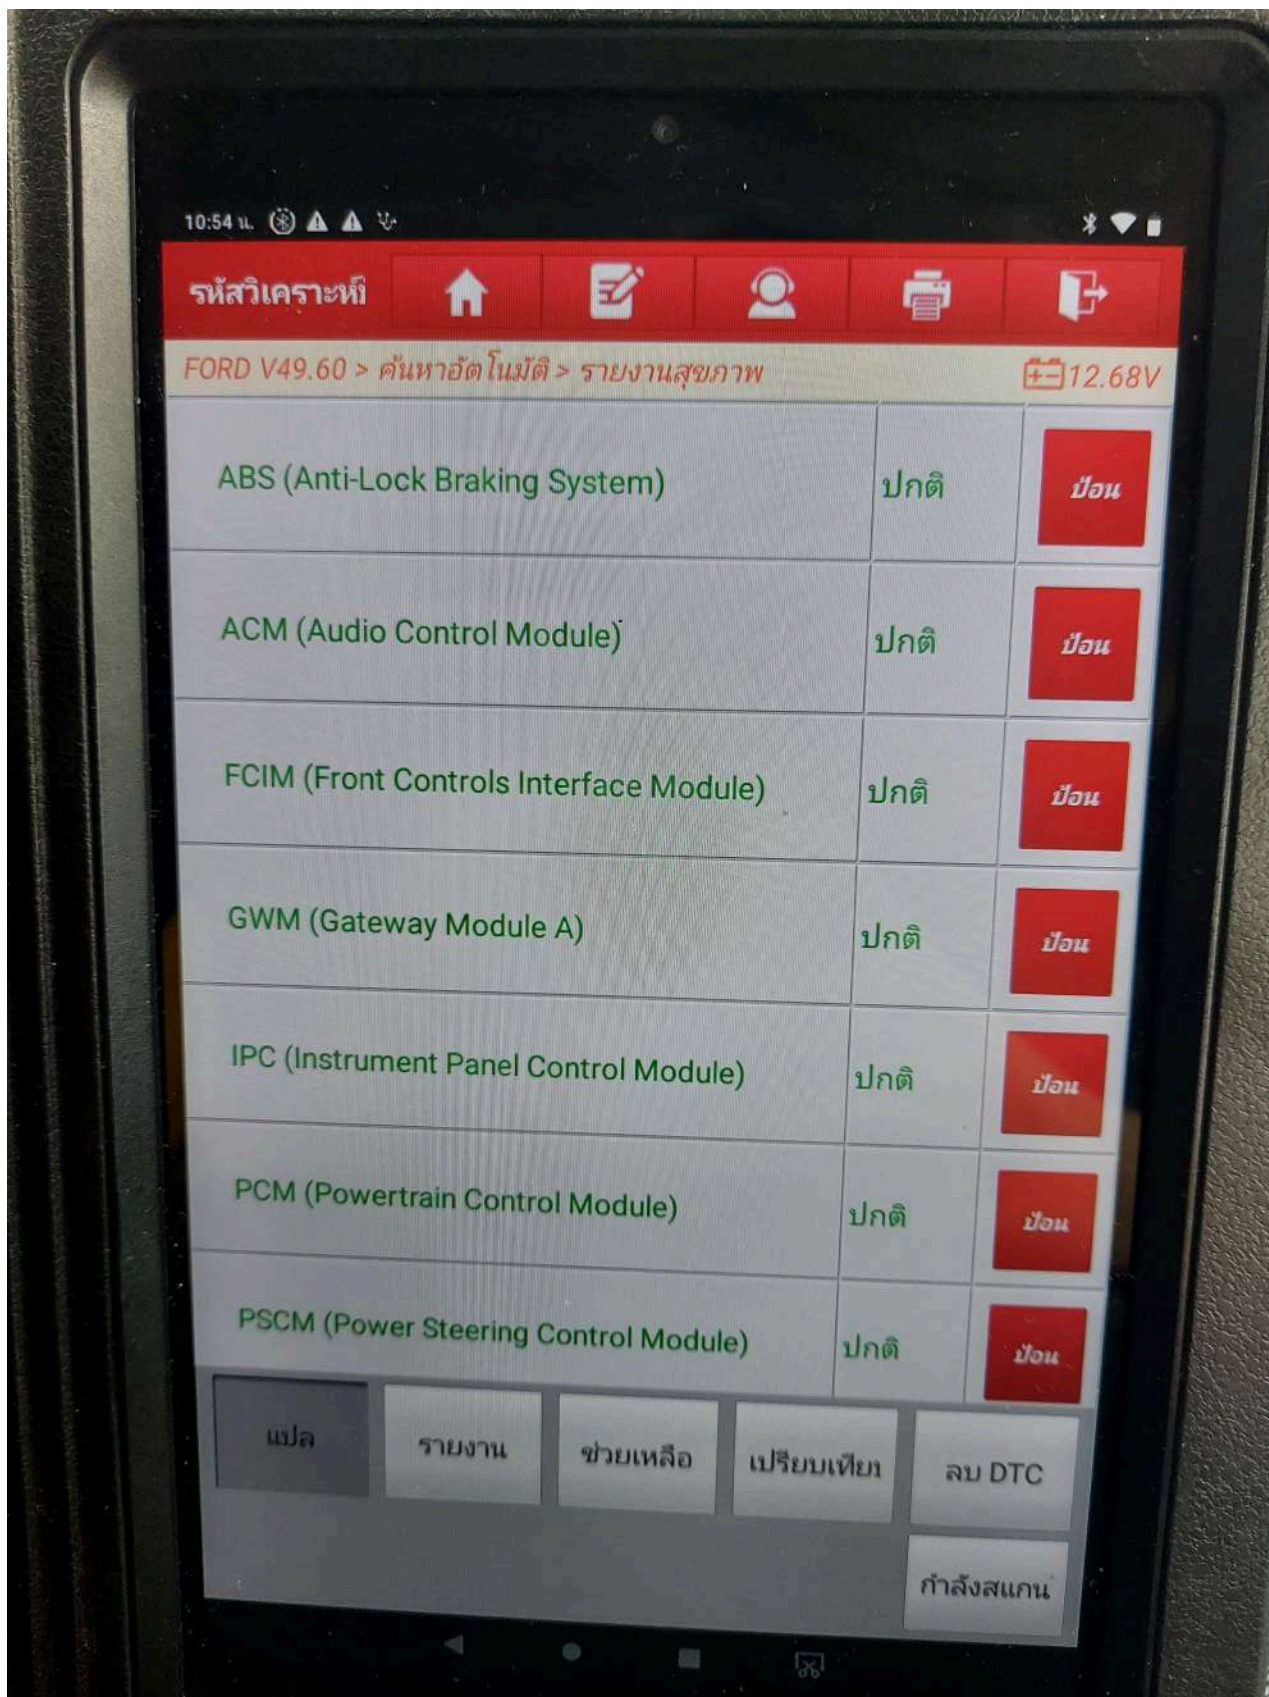 10:54 น.
รหัสวิเคราะห์
FORD V49.60 > ค้นหาอัตโนมัติ > รายงานสุขภาพ 12.68V
ABS (Anti-Lock Braking System) ปกติ ป้อน
ACM (Audio Control Module) ปกติ ป้อน
FCIM (Front Controls Interface Module) ปกติ ป้อน
GWM (Gateway Module A) ปกติ ป้อน
IPC (Instrument Panel Control Module) ปกติ ป้อน
PCM (Powertrain Control Module) ปกติ ป้อน
PSCM (Power Steering Control Module) ปกติ ป้อน
แปล รายงาน ช่วยเหลือ เปรียบเทีย ลบ DTC
กำลังสแกน